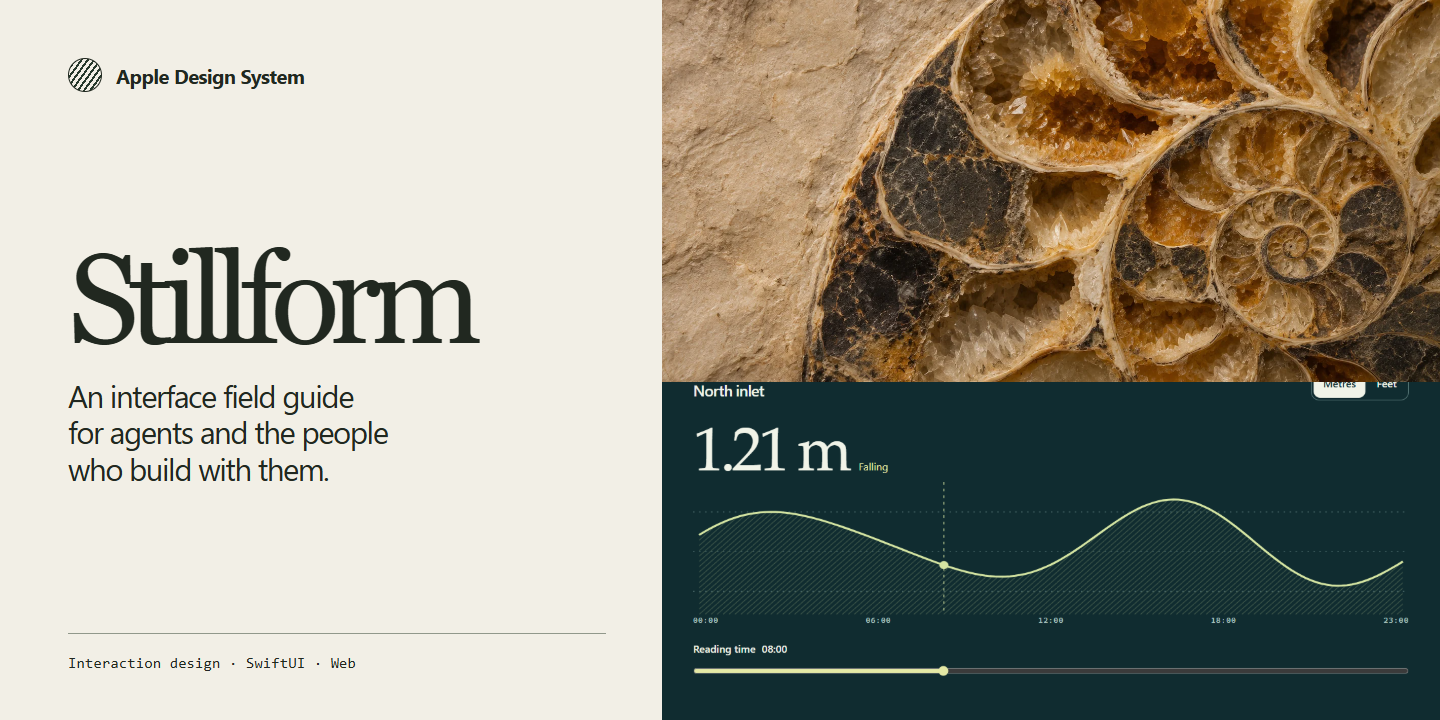 Apple Design System
Stillform
An interface field guide
for agents and the people
who build with them.
Interaction design · SwiftUI · Web
North inlet
Metres Feet
1.21 m Falling
00:00 06:00 12:00 18:00 23:00
Reading time 08:00